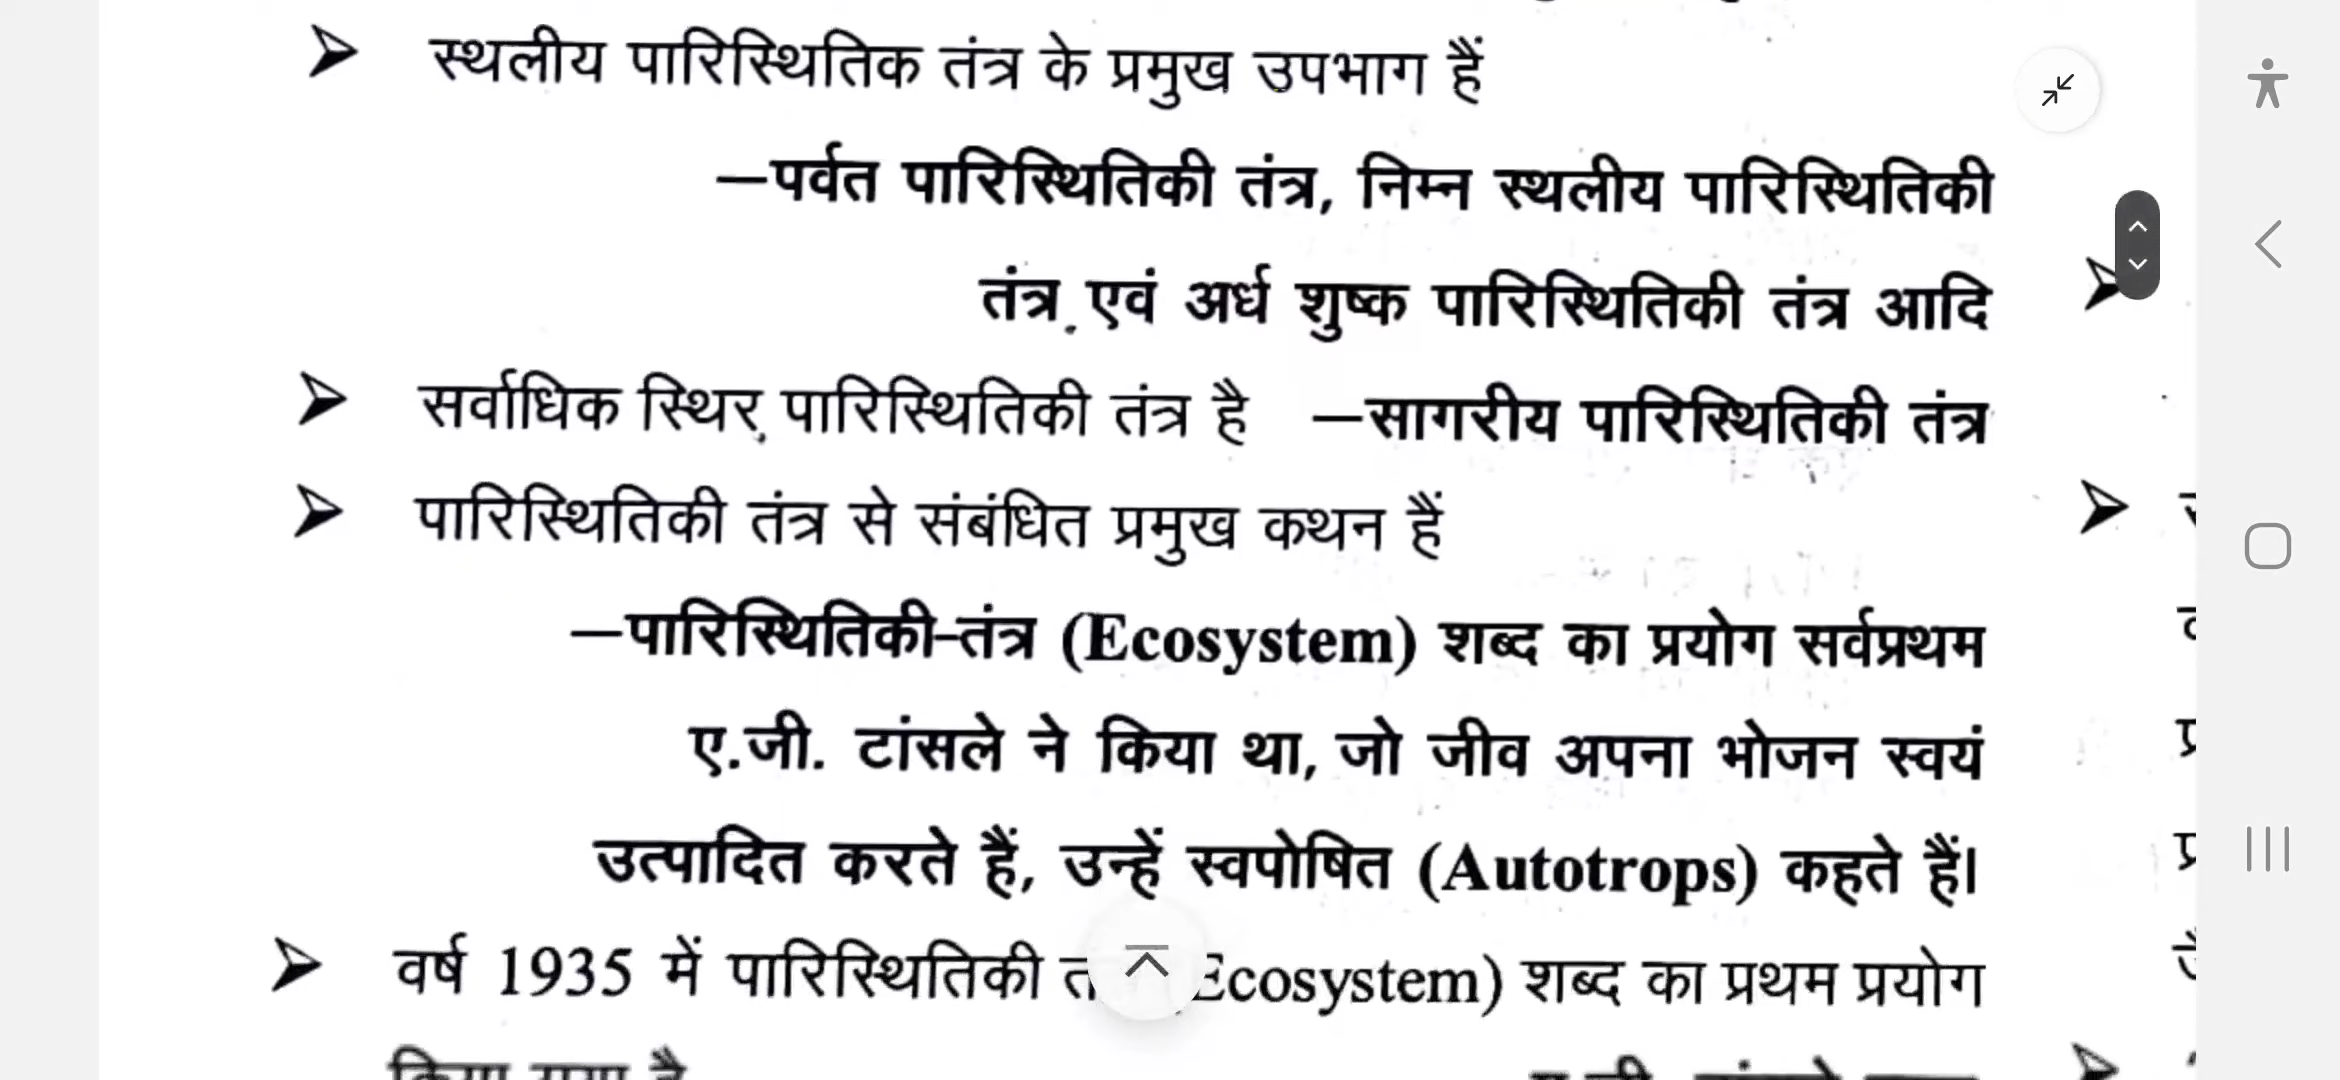 स्थलीय पारिस्थितिक तंत्र के प्रमुख उपभाग हैं
—पर्वत पारिस्थितिकी तंत्र, निम्न स्थलीय पारिस्थितिकी
तंत्र एवं अर्ध शुष्क पारिस्थितिकी तंत्र आदि
सर्वाधिक स्थिर पारिस्थितिकी तंत्र है —सागरीय पारिस्थितिकी तंत्र
पारिस्थितिकी तंत्र से संबंधित प्रमुख कथन हैं
—पारिस्थितिकी-तंत्र (Ecosystem) शब्द का प्रयोग सर्वप्रथम
ए.जी. टांसले ने किया था, जो जीव अपना भोजन स्वयं
उत्पादित करते हैं, उन्हें स्वपोषित (Autotrops) कहते हैं।
वर्ष 1935 में पारिस्थितिकी Ecosystem) शब्द का प्रथम प्रयोग